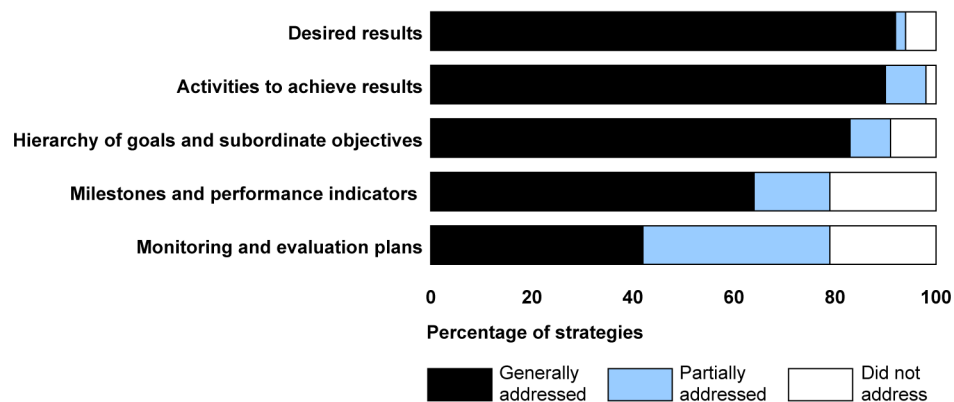 Desired results
Activities to achieve results
Hierarchy of goals and subordinate objectives
Milestones and performance indicators
Monitoring and evaluation plans
0 20 40 60 80 100
Percentage of strategies
Generally
addressed
Partially
addressed
Did not
address